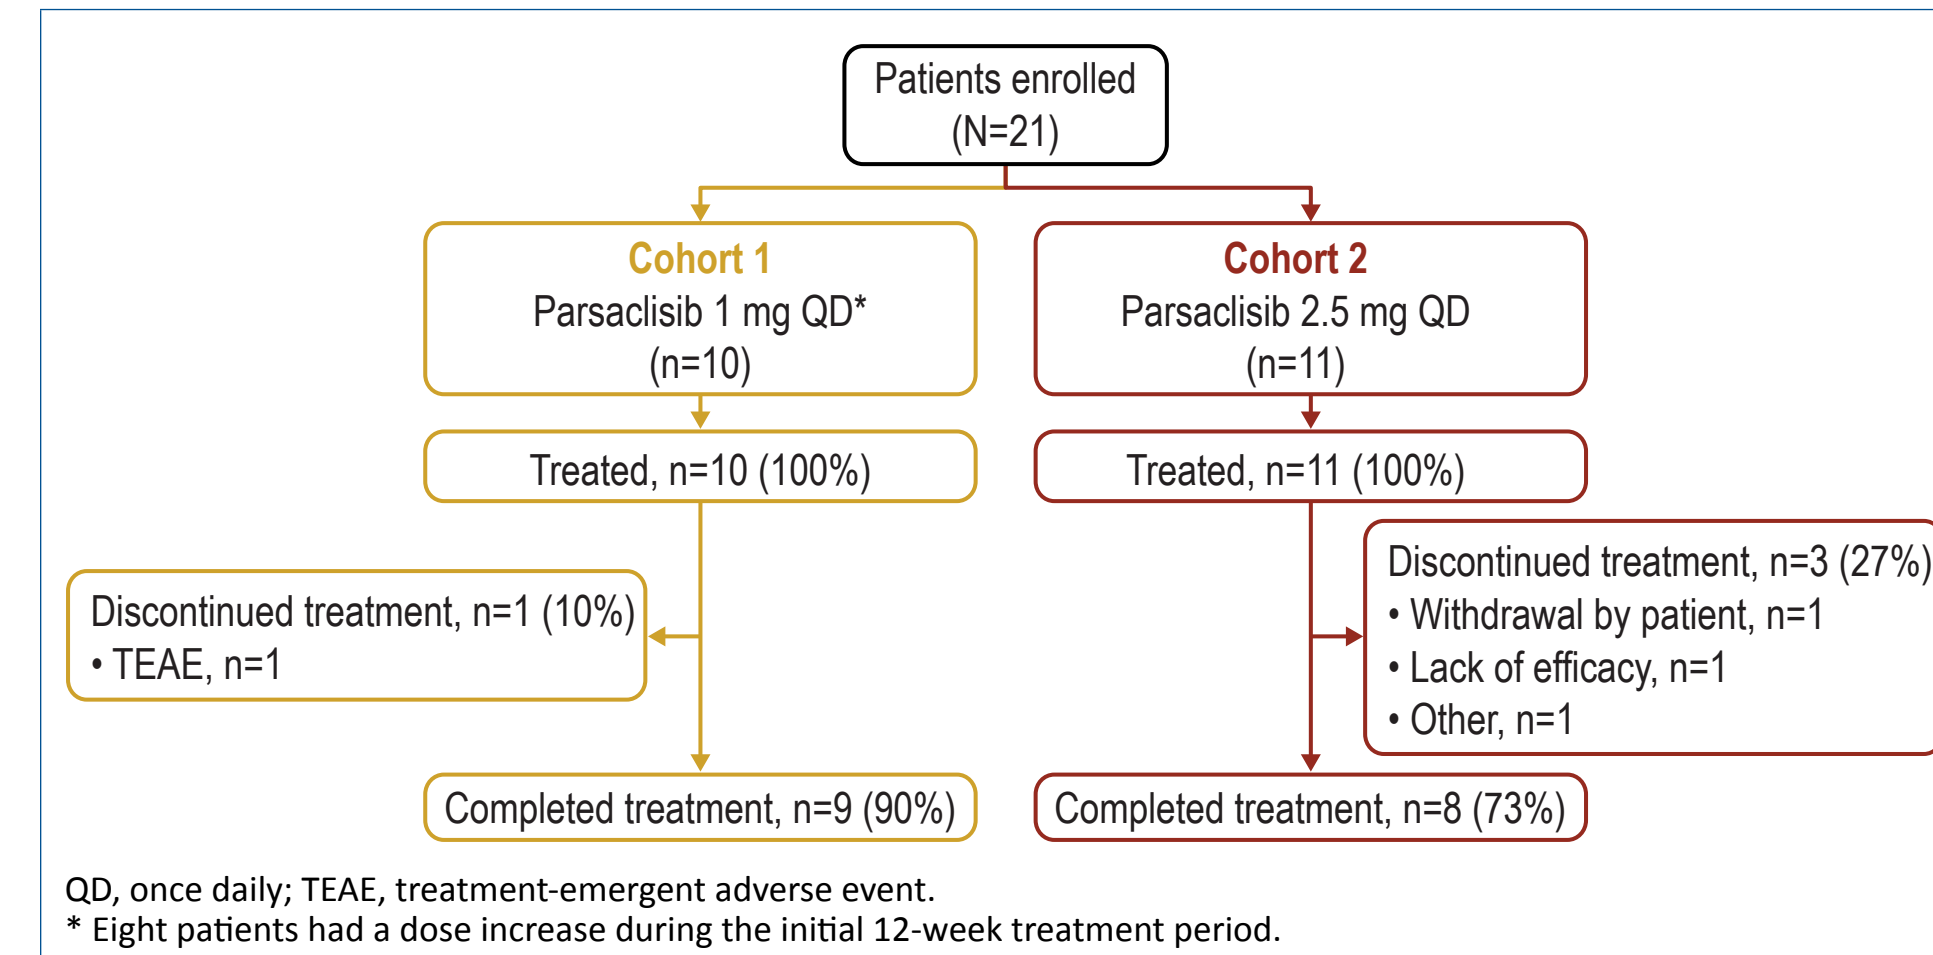 Patients enrolled
(N=21)
Cohort 1
Parsaclisib 1 mg QD*
(n=10)
Cohort 2
Parsaclisib 2.5 mg QD
(n=11)
Treated, n=10 (100%)
Treated, n=11 (100%)
Discontinued treatment, n=1 (10%)
• TEAE, n=1
Discontinued treatment, n=3 (27%)
• Withdrawal by patient, n=1
• Lack of efficacy, n=1
• Other, n=1
Completed treatment, n=9 (90%)
Completed treatment, n=8 (73%)
QD, once daily; TEAE, treatment-emergent adverse event.
* Eight patients had a dose increase during the initial 12-week treatment period.